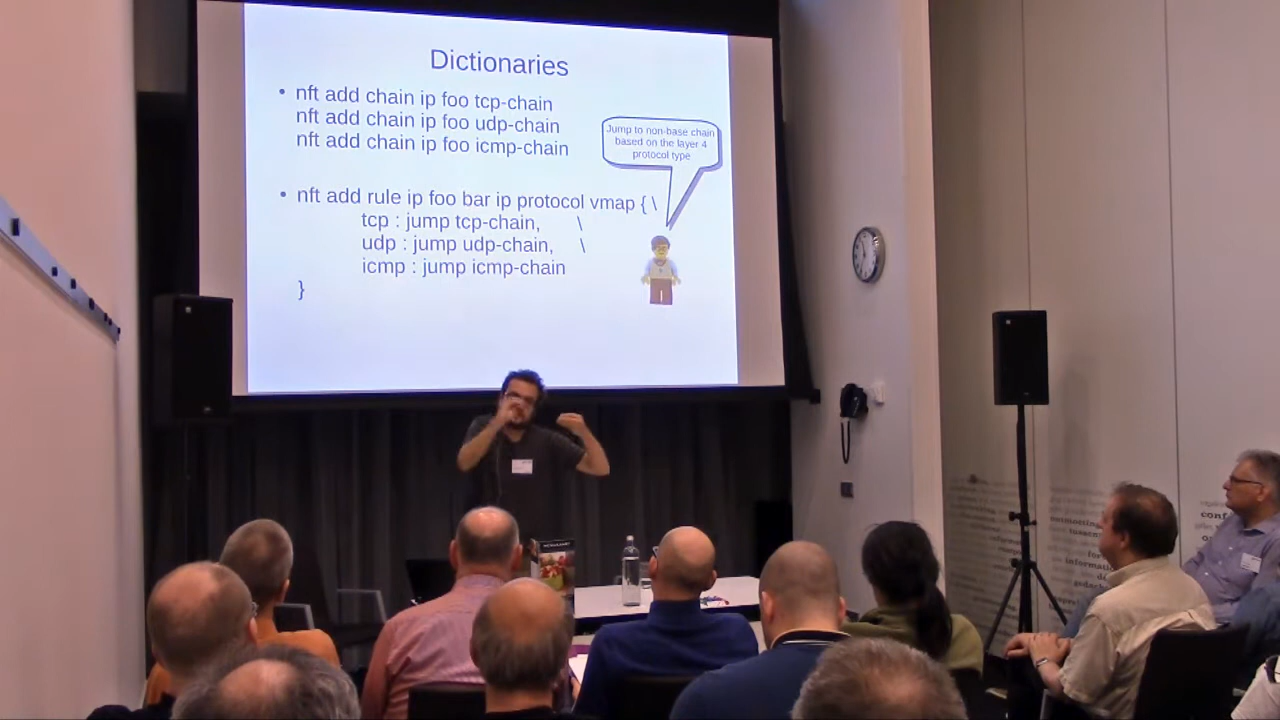 Dictionaries
• nft add chain ip foo tcp-chain
nft add chain ip foo udp-chain
nft add chain ip foo icmp-chain
Jump to non-base chain
based on the layer 4
protocol type
• nft add rule ip foo bar ip protocol vmap { \
tcp : jump tcp-chain, \
udp : jump udp-chain, \
icmp : jump icmp-chain
}
for
information